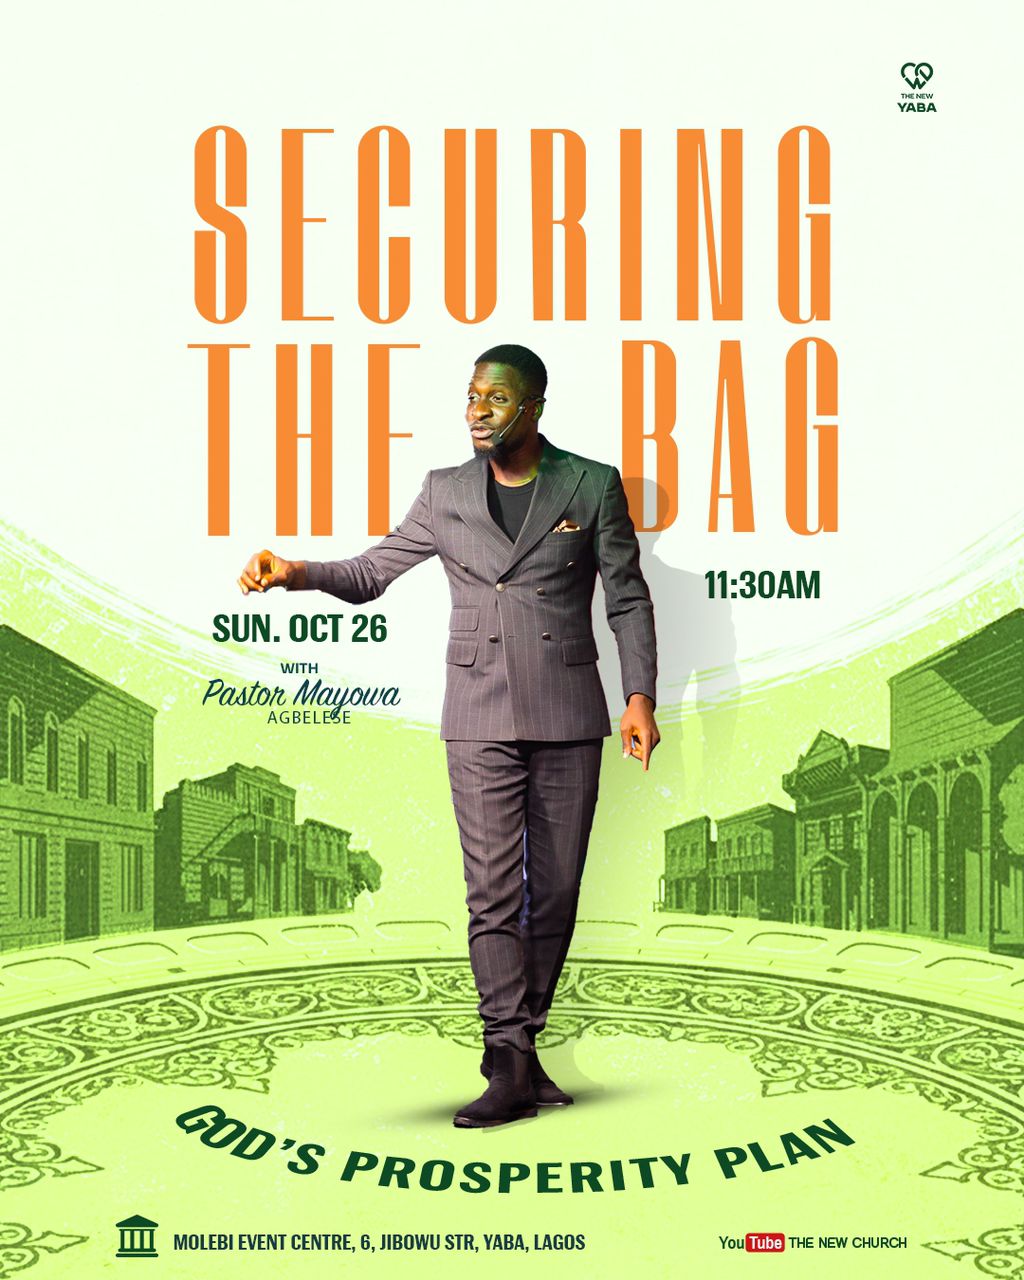 THE NEW
YABA
SECURING
THE BAG
11:30AM
SUN. OCT 26
WITH
Pastor Mayowa
AGBELESE
GOD'S PROSPERITY PLAN
MOLEBI EVENT CENTRE, 6, JIBOWU STR, YABA, LAGOS
YouTube THE NEW CHURCH